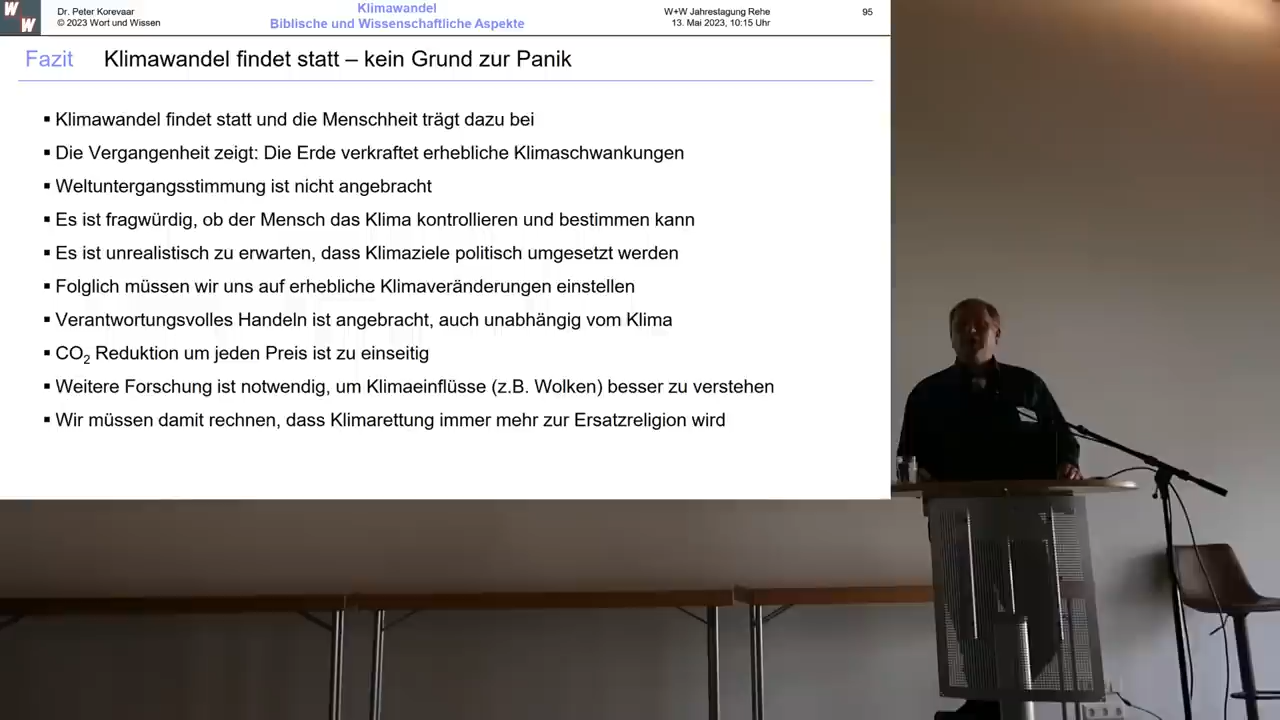 W
W
Dr. Peter Korevaar
© 2023 Wort und Wissen
Klimawandel
Biblische und Wissenschaftliche Aspekte
W+W Jahrestagung Rehe
13. Mai 2023, 10:15 Uhr
95
Fazit Klimawandel findet statt – kein Grund zur Panik
▪ Klimawandel findet statt und die Menschheit trägt dazu bei
▪ Die Vergangenheit zeigt: Die Erde verkraftet erhebliche Klimaschwankungen
▪ Weltuntergangsstimmung ist nicht angebracht
▪ Es ist fragwürdig, ob der Mensch das Klima kontrollieren und bestimmen kann
▪ Es ist unrealistisch zu erwarten, dass Klimaziele politisch umgesetzt werden
▪ Folglich müssen wir uns auf erhebliche Klimaveränderungen einstellen
▪ Verantwortungsvolles Handeln ist angebracht, auch unabhängig vom Klima
▪ CO₂ Reduktion um jeden Preis ist zu einseitig
▪ Weitere Forschung ist notwendig, um Klimaeinflüsse (z.B. Wolken) besser zu verstehen
▪ Wir müssen damit rechnen, dass Klimarettung immer mehr zur Ersatzreligion wird